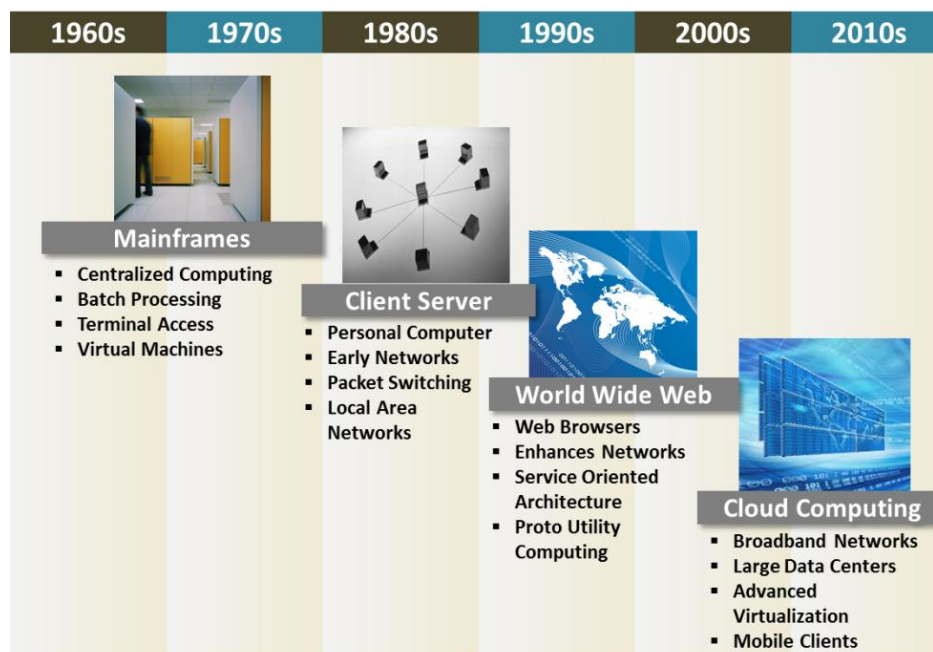 1960s 1970s 1980s 1990s 2000s 2010s
Mainframes
Centralized Computing
Batch Processing
Terminal Access
Virtual Machines
Client Server
Personal Computer
Early Networks
Packet Switching
Local Area
Networks
World Wide Web
Web Browsers
Enhances Networks
Service Oriented
Architecture
Proto Utility
Computing
Cloud Computing
Broadband Networks
Large Data Centers
Advanced
Virtualization
Mobile Clients